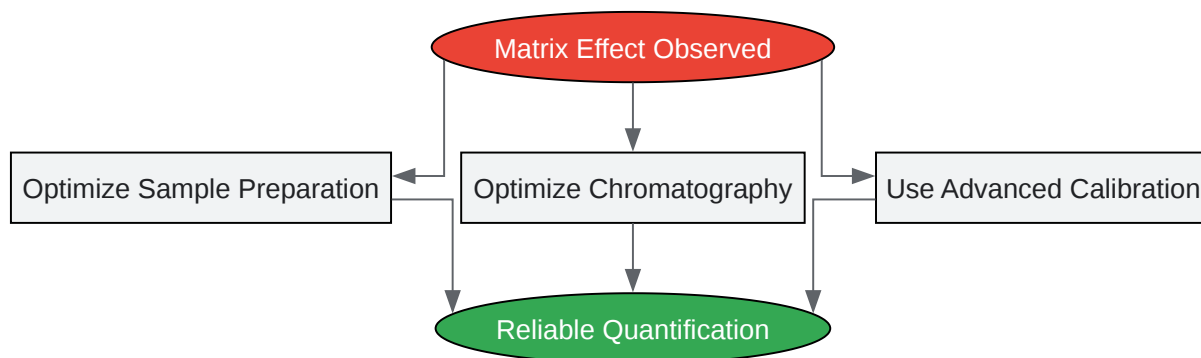 Matrix Effect Observed
Optimize Sample Preparation
Optimize Chromatography
Use Advanced Calibration
Reliable Quantification